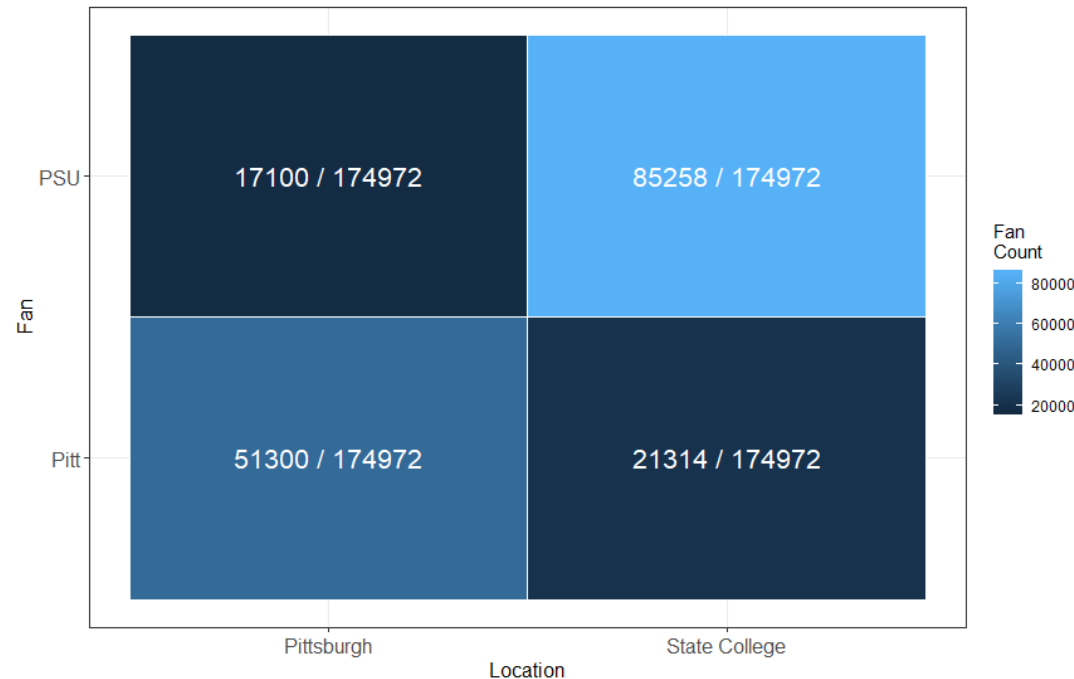 PSU
17100 / 174972
85258 / 174972
Fan
Count
80000
60000
40000
20000
Fan
Pitt
51300 / 174972
21314 / 174972
Pittsburgh
State College
Location